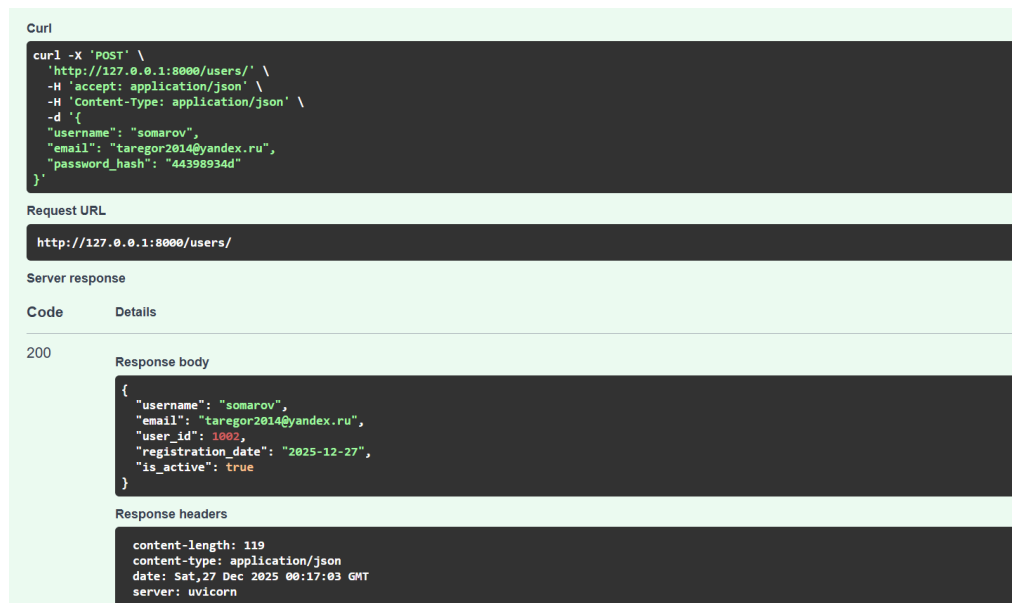 Curl
curl -X 'POST' \
  'http://127.0.0.1:8000/users/' \
  -H 'accept: application/json' \
  -H 'Content-Type: application/json' \
  -d '{
  "username": "somarov",
  "email": "taregor2014@yandex.ru",
  "password_hash": "44398934d"
}'
Request URL
http://127.0.0.1:8000/users/
Server response
Code Details
200
Response body
{
  "username": "somarov",
  "email": "taregor2014@yandex.ru",
  "user_id": 1002,
  "registration_date": "2025-12-27",
  "is_active": true
}
Response headers
content-length: 119
content-type: application/json
date: Sat,27 Dec 2025 00:17:03 GMT
server: uvicorn